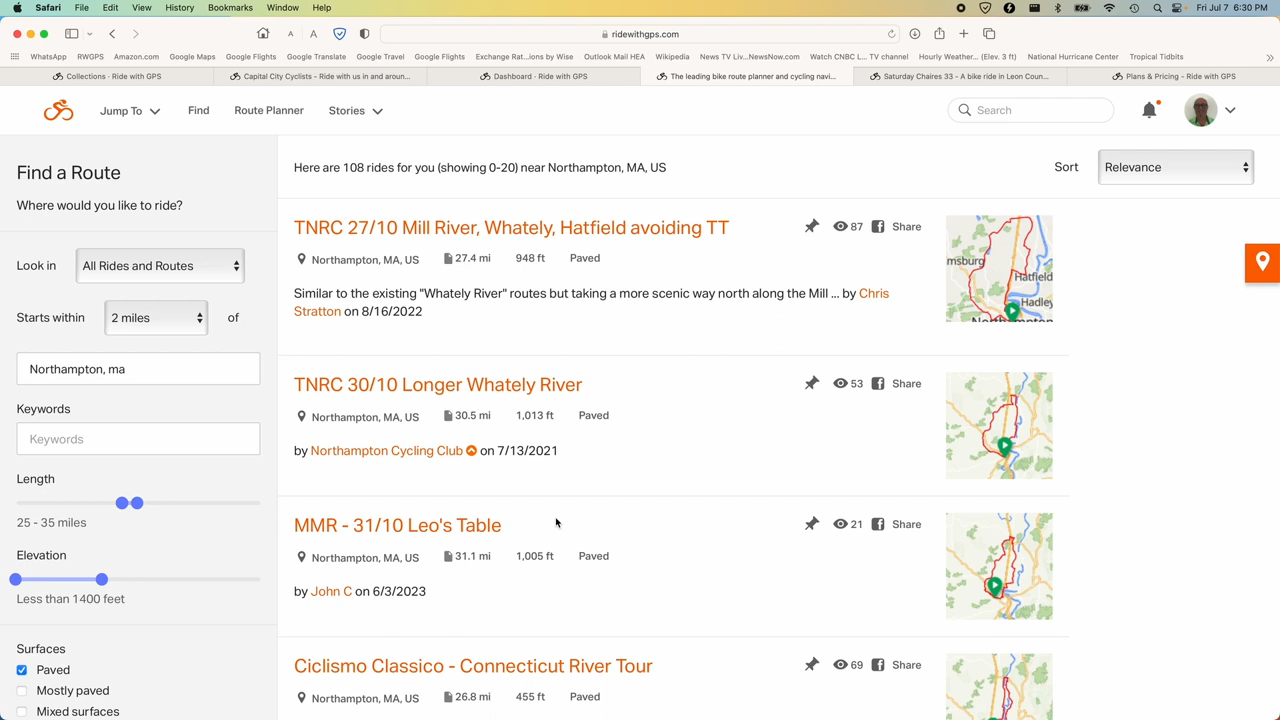 Safari File Edit View History Bookmarks Window Help
Fri Jul 7 6:30 PM
A A ridewithgps.com
WhatsApp RWGPS Amazon.com Google Maps Google Flights Google Translate Google Travel Google Flights Exchange Rat...ions by Wise Outlook Mail HEA Wikipedia News TV Liv...NewsNow.com Watch CNBC L... TV channel Hourly Weather...(Elev. 3 ft) National Hurricane Center Tropical Tidbits
Collections · Ride with GPS
Capital City Cyclists – Ride with us in and aroun...
Dashboard · Ride with GPS
The leading bike route planner and cycling navi...
Saturday Chaires 33 - A bike ride in Leon Coun...
Plans & Pricing - Ride with GPS
Jump To Find Route Planner Stories Search
Find a Route
Where would you like to ride?
Look in All Rides and Routes
Starts within 2 miles of
Northampton, ma
Keywords
Keywords
Length
25 - 35 miles
Elevation
Less than 1400 feet
Surfaces
Paved
Mostly paved
Mixed surfaces
Here are 108 rides for you (showing 0-20) near Northampton, MA, US
Sort Relevance
TNRC 27/10 Mill River, Whately, Hatfield avoiding TT
87 Share
Northampton, MA, US 27.4 mi 948 ft Paved
Similar to the existing "Whately River" routes but taking a more scenic way north along the Mill ... by Chris
Stratton on 8/16/2022
msburg
Hatfield
Hadley
Northampton
TNRC 30/10 Longer Whately River
53 Share
Northampton, MA, US 30.5 mi 1,013 ft Paved
by Northampton Cycling Club on 7/13/2021
MMR - 31/10 Leo's Table
21 Share
Northampton, MA, US 31.1 mi 1,005 ft Paved
by John C on 6/3/2023
Ciclismo Classico - Connecticut River Tour
69 Share
Northampton, MA, US 26.8 mi 455 ft Paved